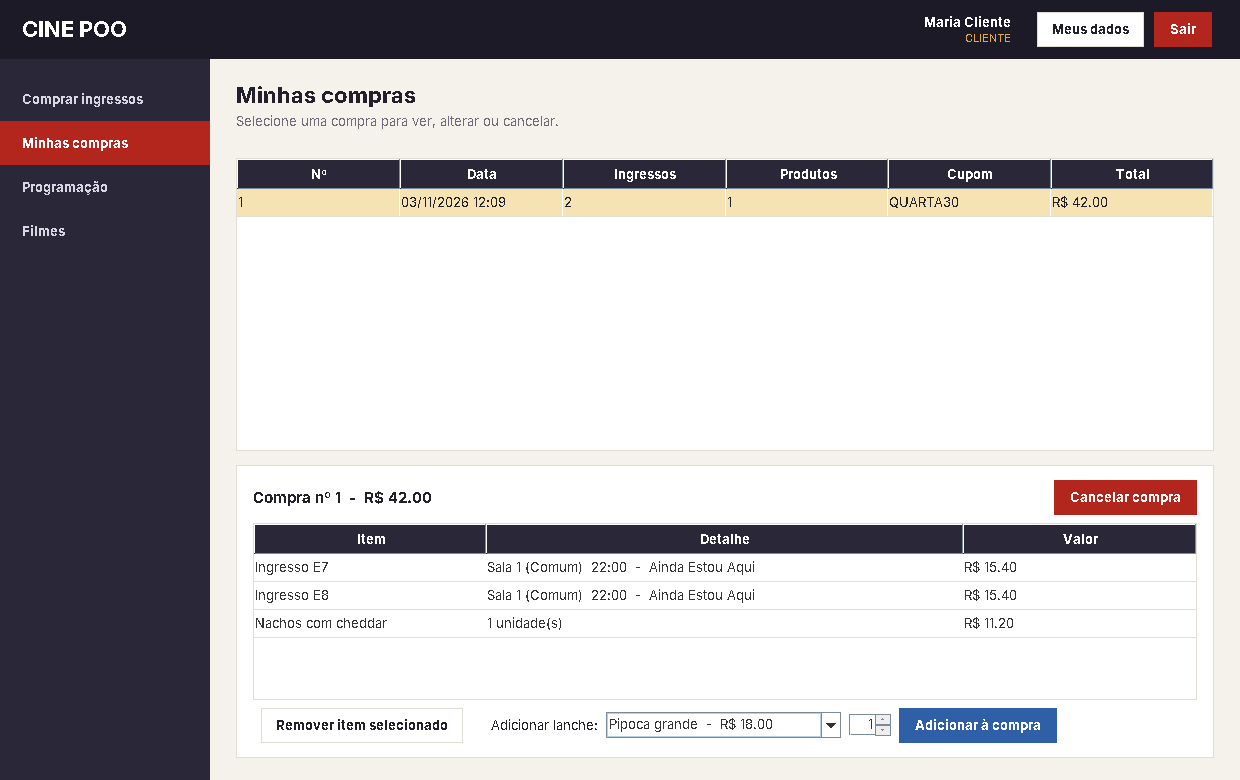 CINE POO
Maria Cliente
CLIENTE
Meus dados
Sair
Comprar ingressos
Minhas compras
Programação
Filmes
Minhas compras
Selecione uma compra para ver, alterar ou cancelar.
Nº Data Ingressos Produtos Cupom Total
1 03/11/2026 12:09 2 1 QUARTA30 R$ 42.00
Compra nº 1 - R$ 42.00
Cancelar compra
Item Detalhe Valor
Ingresso E7 Sala 1 (Comum) 22:00 - Ainda Estou Aqui R$ 15.40
Ingresso E8 Sala 1 (Comum) 22:00 - Ainda Estou Aqui R$ 15.40
Nachos com cheddar 1 unidade(s) R$ 11.20
Remover item selecionado Adicionar lanche: Pipoca grande - R$ 18.00 1 Adicionar à compra